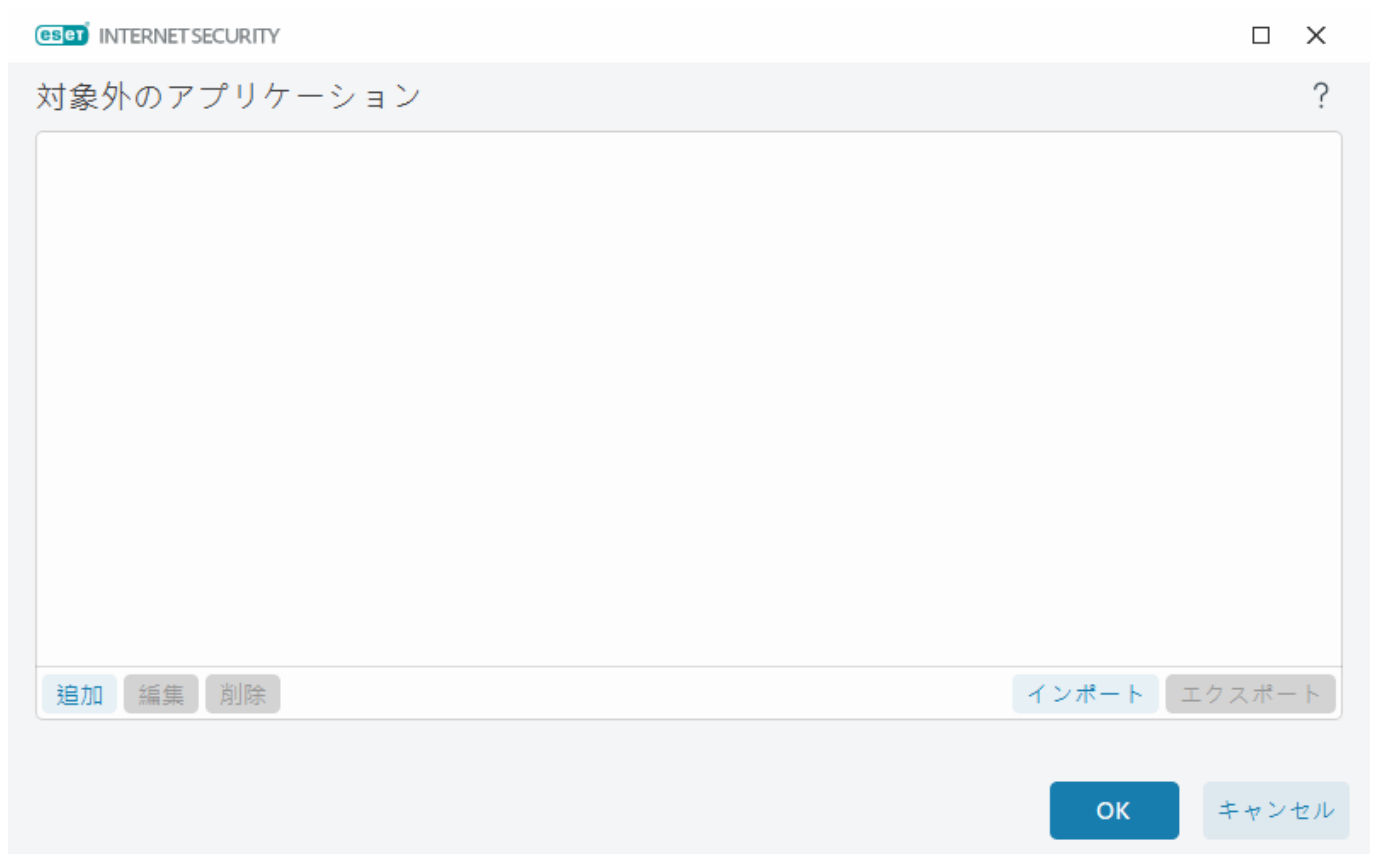 eset INTERNET SECURITY
対象外のアプリケーション ?
追加 編集 削除 インポート エクスポート
OK キャンセル